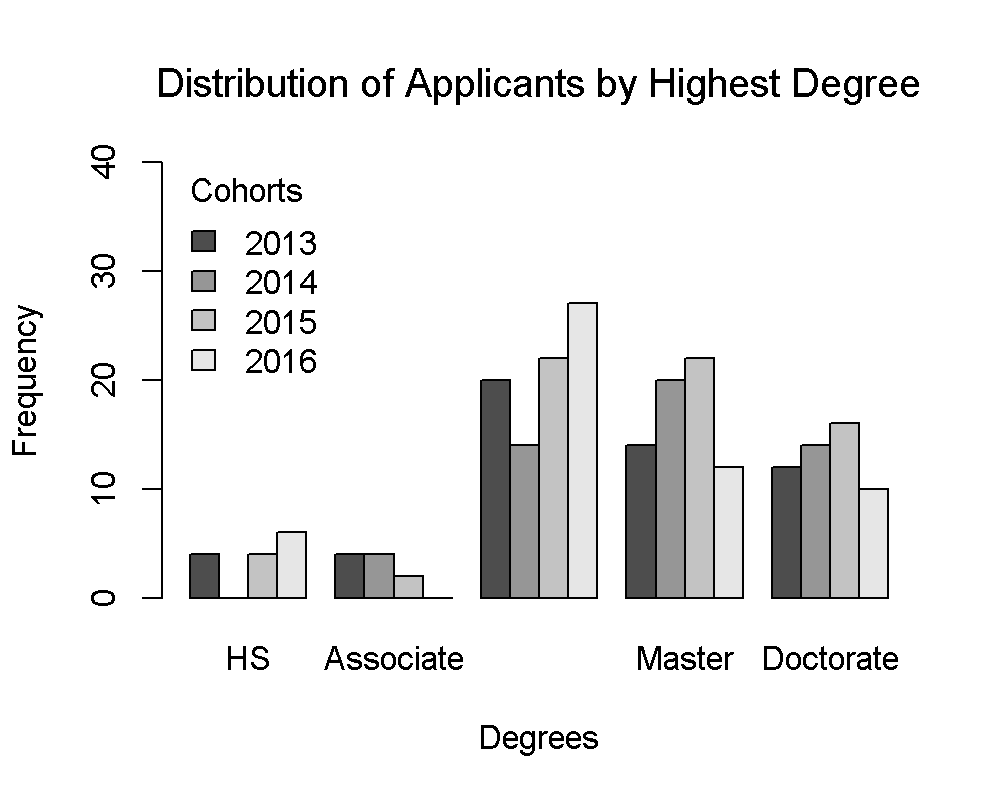 Distribution of Applicants by Highest Degree
40
30
20
10
0
Frequency
Cohorts
2013
2014
2015
2016
HS Associate Master Doctorate
Degrees